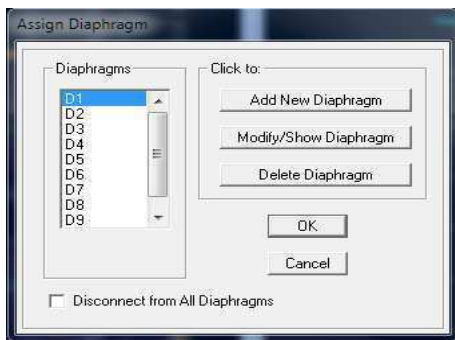 Assign Diaphragm
Diaphragms
D1
D2
D3
D4
D5
D6
D7
D8
D9
Click to:
Add New Diaphragm
Modify/Show Diaphragm
Delete Diaphragm
OK
Cancel
Disconnect from All Diaphragms